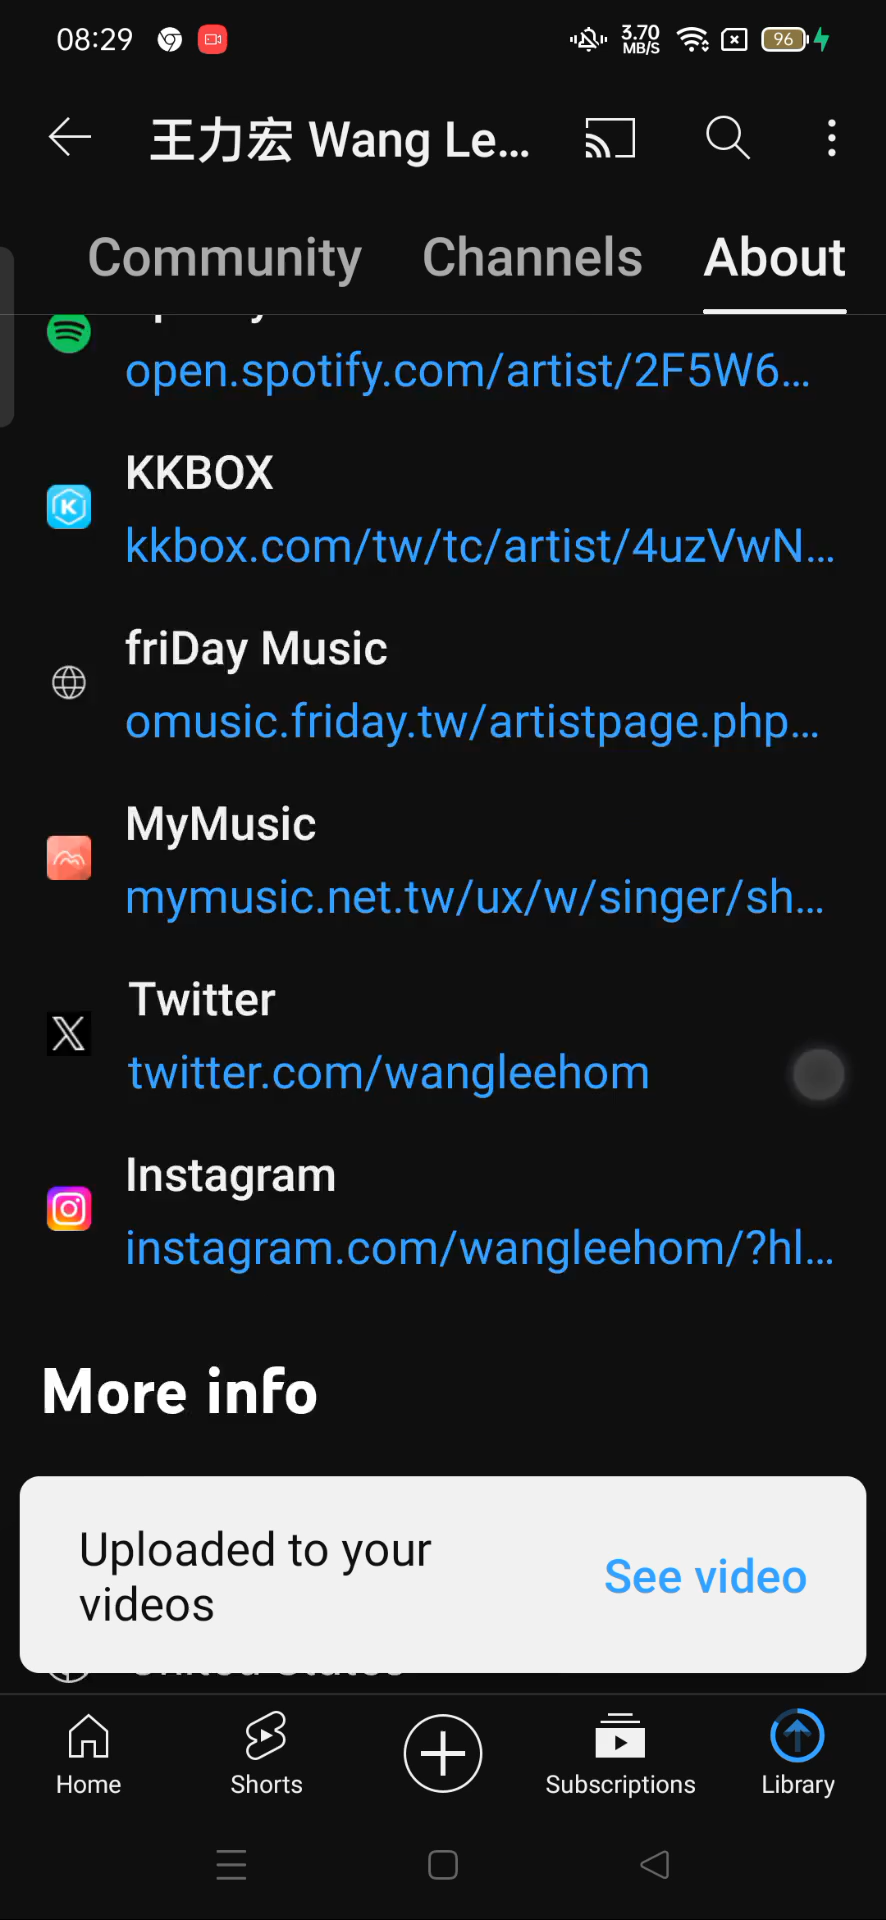 08:29
3.70
MB/S
96
王力宏 Wang Le...
Community Channels About
open.spotify.com/artist/2F5W6...
KKBOX
kkbox.com/tw/tc/artist/4uzVwN...
friDay Music
omusic.friday.tw/artistpage.php...
MyMusic
mymusic.net.tw/ux/w/singer/sh...
Twitter
twitter.com/wangleehom
Instagram
instagram.com/wangleehom/?hl...
More info
Uploaded to your
videos
See video
Home Shorts Subscriptions Library